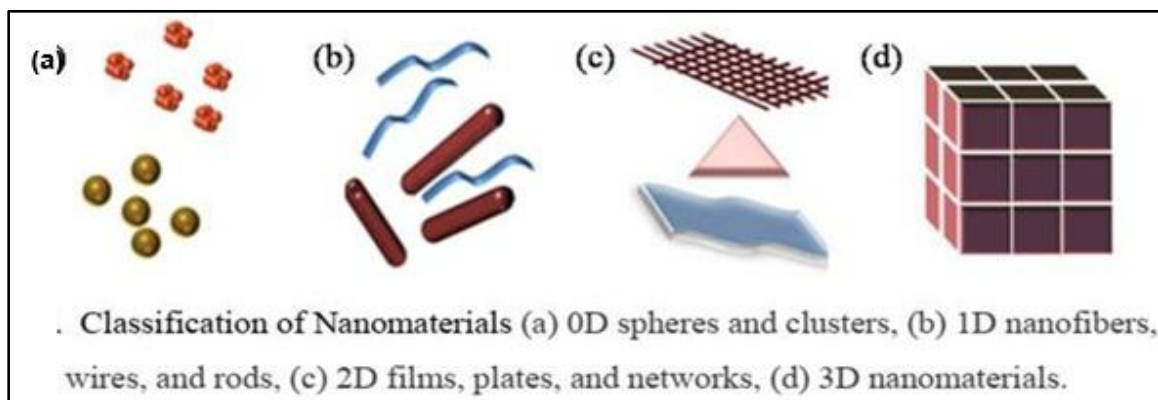 (a)
(b)
(c)
(d)
. Classification of Nanomaterials (a) 0D spheres and clusters, (b) 1D nanofibers,
wires, and rods, (c) 2D films, plates, and networks, (d) 3D nanomaterials.